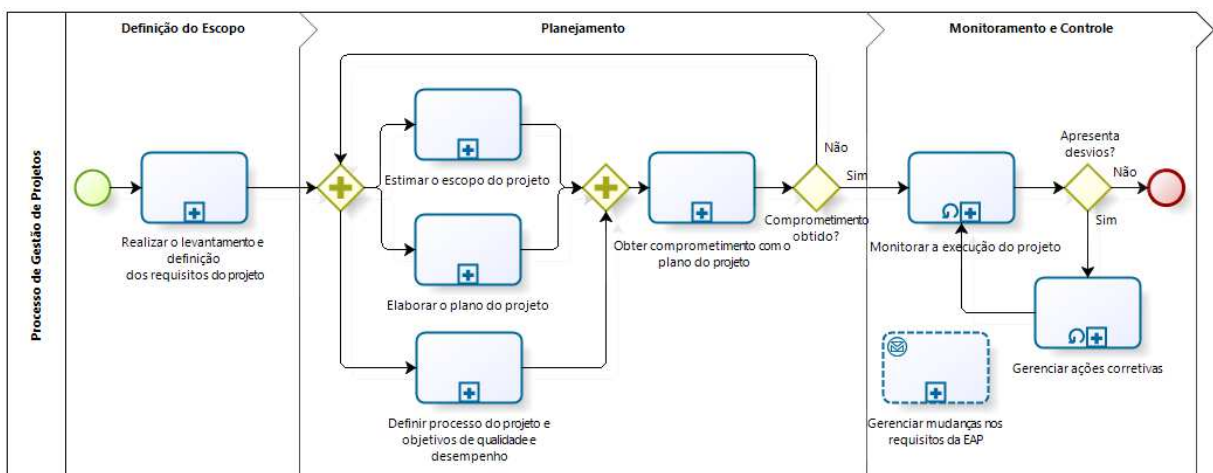 Processo de Gestão de Projetos
Definição do Escopo
Planejamento
Monitoramento e Controle
Realizar o levantamento e
definição
dos requisitos do projeto
Estimar o escopo do projeto
Elaborar o plano do projeto
Definir processo do projeto e
objetivos de qualidade e
desempenho
Obter comprometimento com o
plano do projeto
Não
Sim
Comprometimento
obtido?
Monitorar a execução do projeto
Apresenta
desvios?
Não
Sim
Gerenciar ações corretivas
Gerenciar mudanças nos
requisitos da EAP